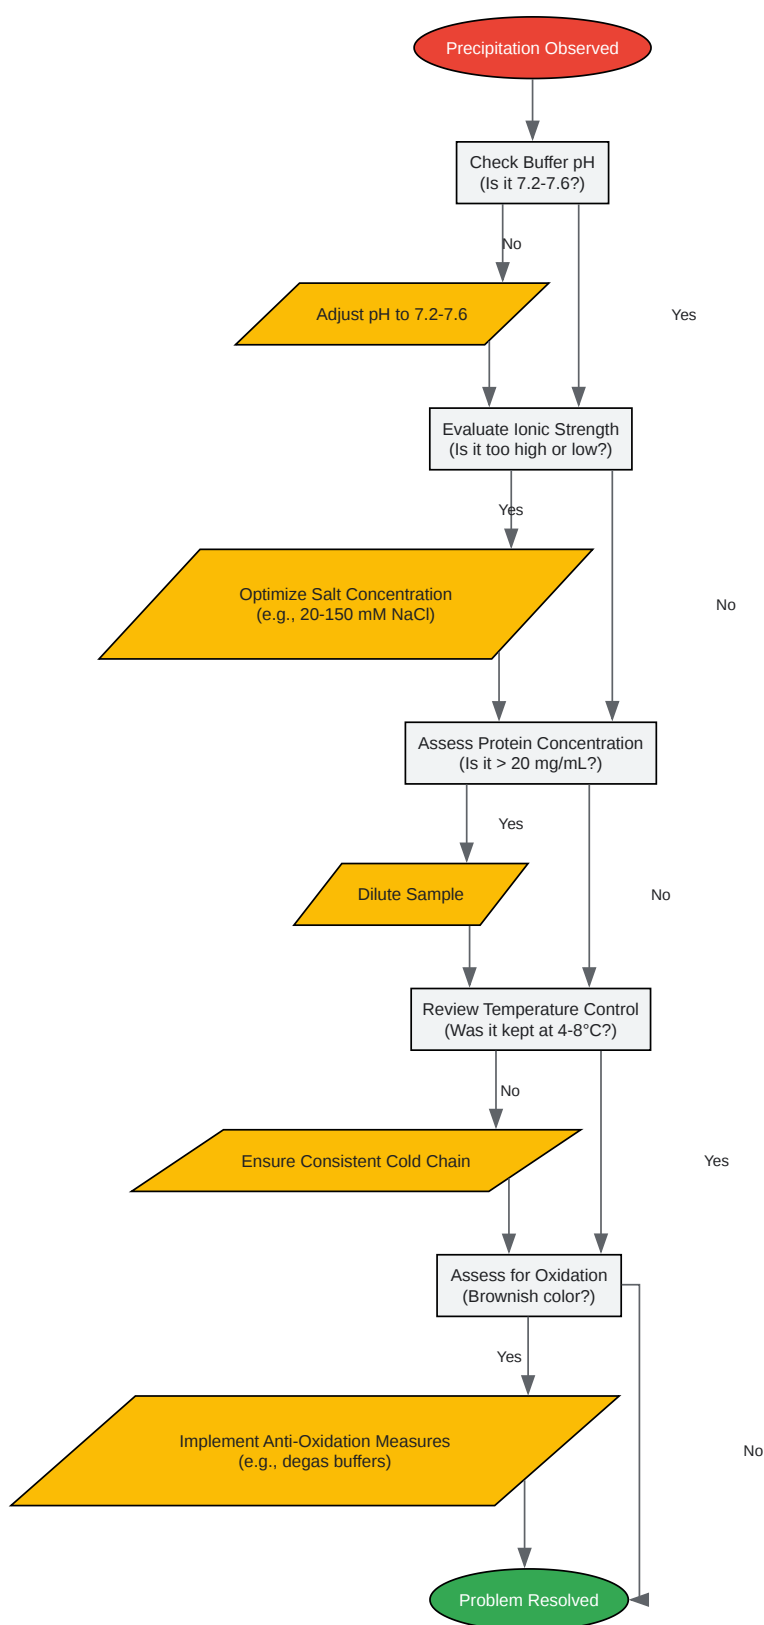 Precipitation Observed
Check Buffer pH
(Is it 7.2-7.6?)
No
Adjust pH to 7.2-7.6
Yes
Evaluate Ionic Strength
(Is it too high or low?)
Yes
Optimize Salt Concentration
(e.g., 20-150 mM NaCl)
No
Assess Protein Concentration
(Is it > 20 mg/mL?)
Yes
Dilute Sample
No
Review Temperature Control
(Was it kept at 4-8°C?)
No
Ensure Consistent Cold Chain
Yes
Assess for Oxidation
(Brownish color?)
Yes
Implement Anti-Oxidation Measures
(e.g., degas buffers)
No
Problem Resolved